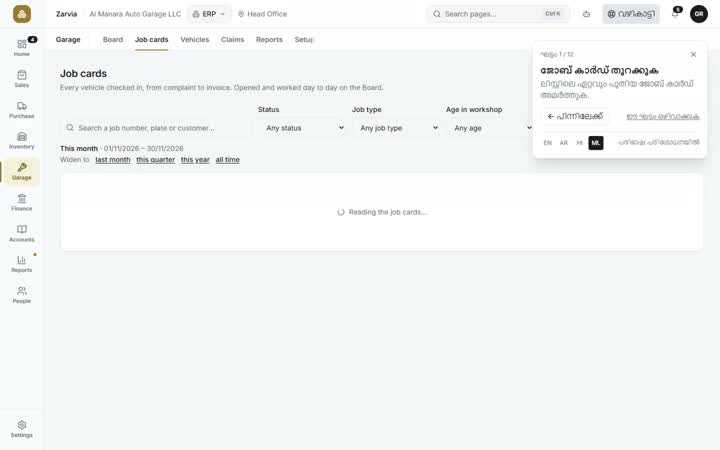 Zarvia
Al Manara Auto Garage LLC
ERP
Head Office
Search pages...
Ctrl K
വഴികാട്ടി
5
GR
4
Home
Sales
Purchase
Inventory
Garage
Finance
Accounts
Reports
People
Settings
Garage
Board
Job cards
Vehicles
Claims
Reports
Setup
Job cards
Every vehicle checked in, from complaint to invoice. Opened and worked day to day on the Board.
Status
Job type
Age in workshop
Search a job number, plate or customer...
Any status
Any job type
Any age
This month · 01/11/2026 – 30/11/2026
Widen to last month this quarter this year all time
Reading the job cards...
ഘട്ടം 1 / 12
ജോബ് കാർഡ് തുറക്കുക
ലിസ്റ്റിലെ ഏറ്റവും പുതിയ ജോബ് കാർഡ്
അമർത്തുക.
← പിന്നിലേക്ക്
ഈ ഘട്ടം ഒഴിവാക്കുക
EN
AR
HI
ML
പരിഭാഷ പരിശോധനയിൽ